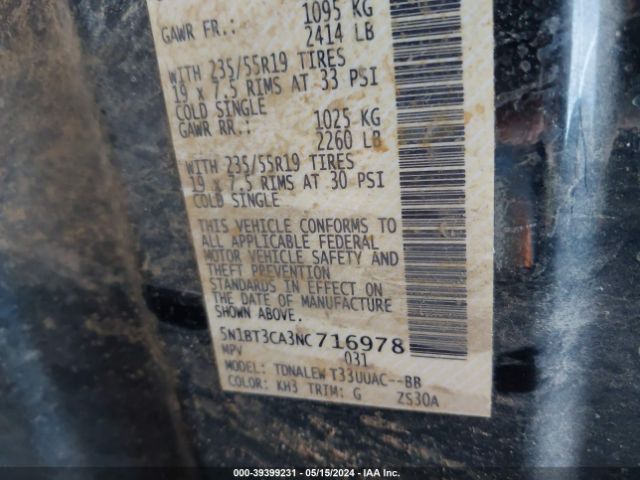 1095 KG
GAWR FR.: 2414 LB
WITH 235/55R19 TIRES
19 x 7.5 RIMS AT 33 PSI
COLD SINGLE
1025 KG
GAWR RR.: 2260 LB
WITH 235/55R19 TIRES
19 x 7.5 RIMS AT 30 PSI
COLD SINGLE
THIS VEHICLE CONFORMS TO
ALL APPLICABLE FEDERAL
MOTOR VEHICLE SAFETY AND
THEFT PREVENTION
STANDARDS IN EFFECT ON
THE DATE OF MANUFACTURE
SHOWN ABOVE.
5N1BT3CA3NC716978
MPV 031
MODEL: TDNALEW T33UUAC--BB
COLOR: KH3 TRIM: G ZS30A
000-39399231 - 05/15/2024 - IAA Inc.